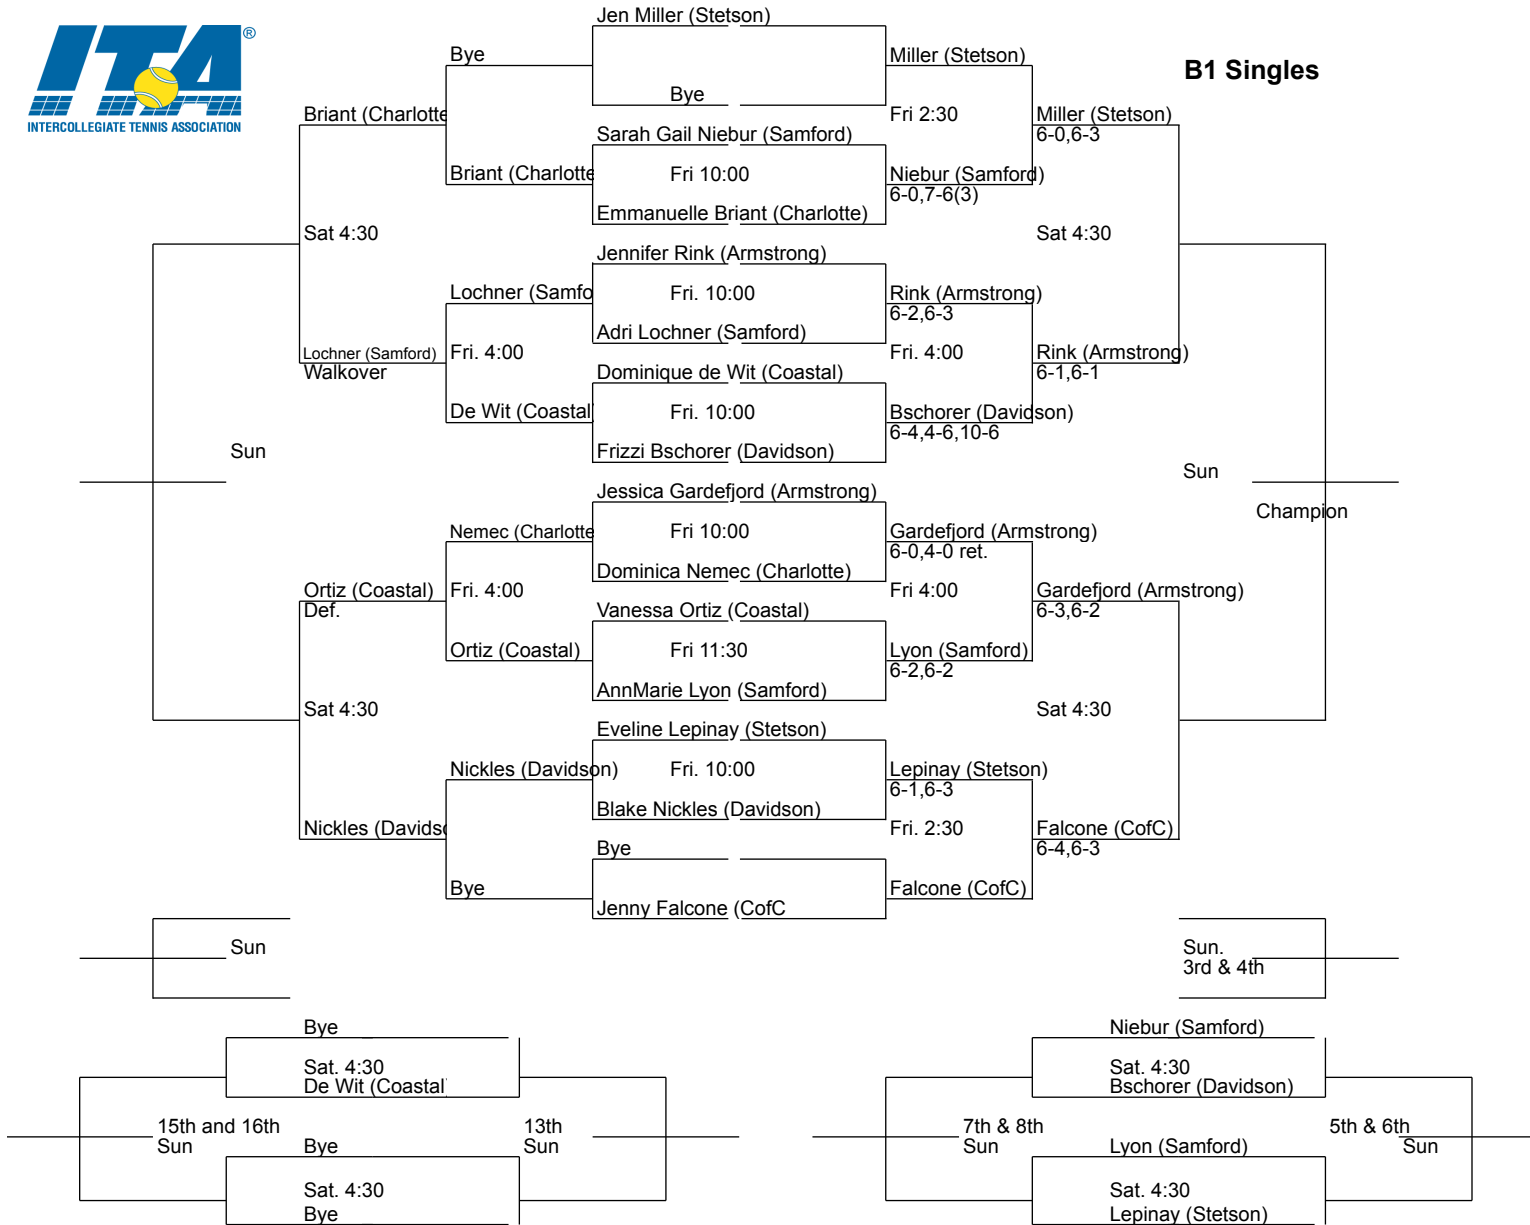 Jen Miller (Stetson)
ITA®
INTERCOLLEGIATE TENNIS ASSOCIATION
Bye
Miller (Stetson)
B1 Singles
Bye
Briant (Charlotte
Fri 2:30
Miller (Stetson)
6-0,6-3
Sarah Gail Niebur (Samford)
Briant (Charlotte
Fri 10:00
Niebur (Samford)
6-0,7-6(3)
Emmanuelle Briant (Charlotte)
Sat 4:30
Sat 4:30
Jennifer Rink (Armstrong)
Lochner (Samfo
Fri. 10:00
Rink (Armstrong)
6-2,6-3
Adri Lochner (Samford)
Lochner (Samford)
Walkover
Fri. 4:00
Fri. 4:00
Rink (Armstrong)
6-1,6-1
Dominique de Wit (Coastal)
De Wit (Coastal
Fri. 10:00
Bschorer (Davidson)
6-4,4-6,10-6
Sun
Frizzi Bschorer (Davidson)
Sun
Jessica Gardefjord (Armstrong)
Champion
Nemec (Charlotte
Fri 10:00
Gardefjord (Armstrong)
6-0,4-0 ret.
Dominica Nemec (Charlotte)
Ortiz (Coastal)
Def.
Fri. 4:00
Fri 4:00
Gardefjord (Armstrong)
6-3,6-2
Vanessa Ortiz (Coastal)
Ortiz (Coastal)
Fri 11:30
Lyon (Samford)
6-2,6-2
AnnMarie Lyon (Samford)
Sat 4:30
Sat 4:30
Eveline Lepinay (Stetson)
Nickles (Davidson)
Fri. 10:00
Lepinay (Stetson)
6-1,6-3
Blake Nickles (Davidson)
Nickles (Davidso
Fri. 2:30
Falcone (CofC)
6-4,6-3
Bye
Bye
Falcone (CofC)
Jenny Falcone (CofC
Sun
Sun.
3rd & 4th
Bye
Niebur (Samford)
Sat. 4:30
De Wit (Coastal
Sat. 4:30
Bschorer (Davidson)
15th and 16th
Sun
13th
Sun
7th & 8th
Sun
5th & 6th
Sun
Bye
Lyon (Samford)
Sat. 4:30
Bye
Sat. 4:30
Lepinay (Stetson)